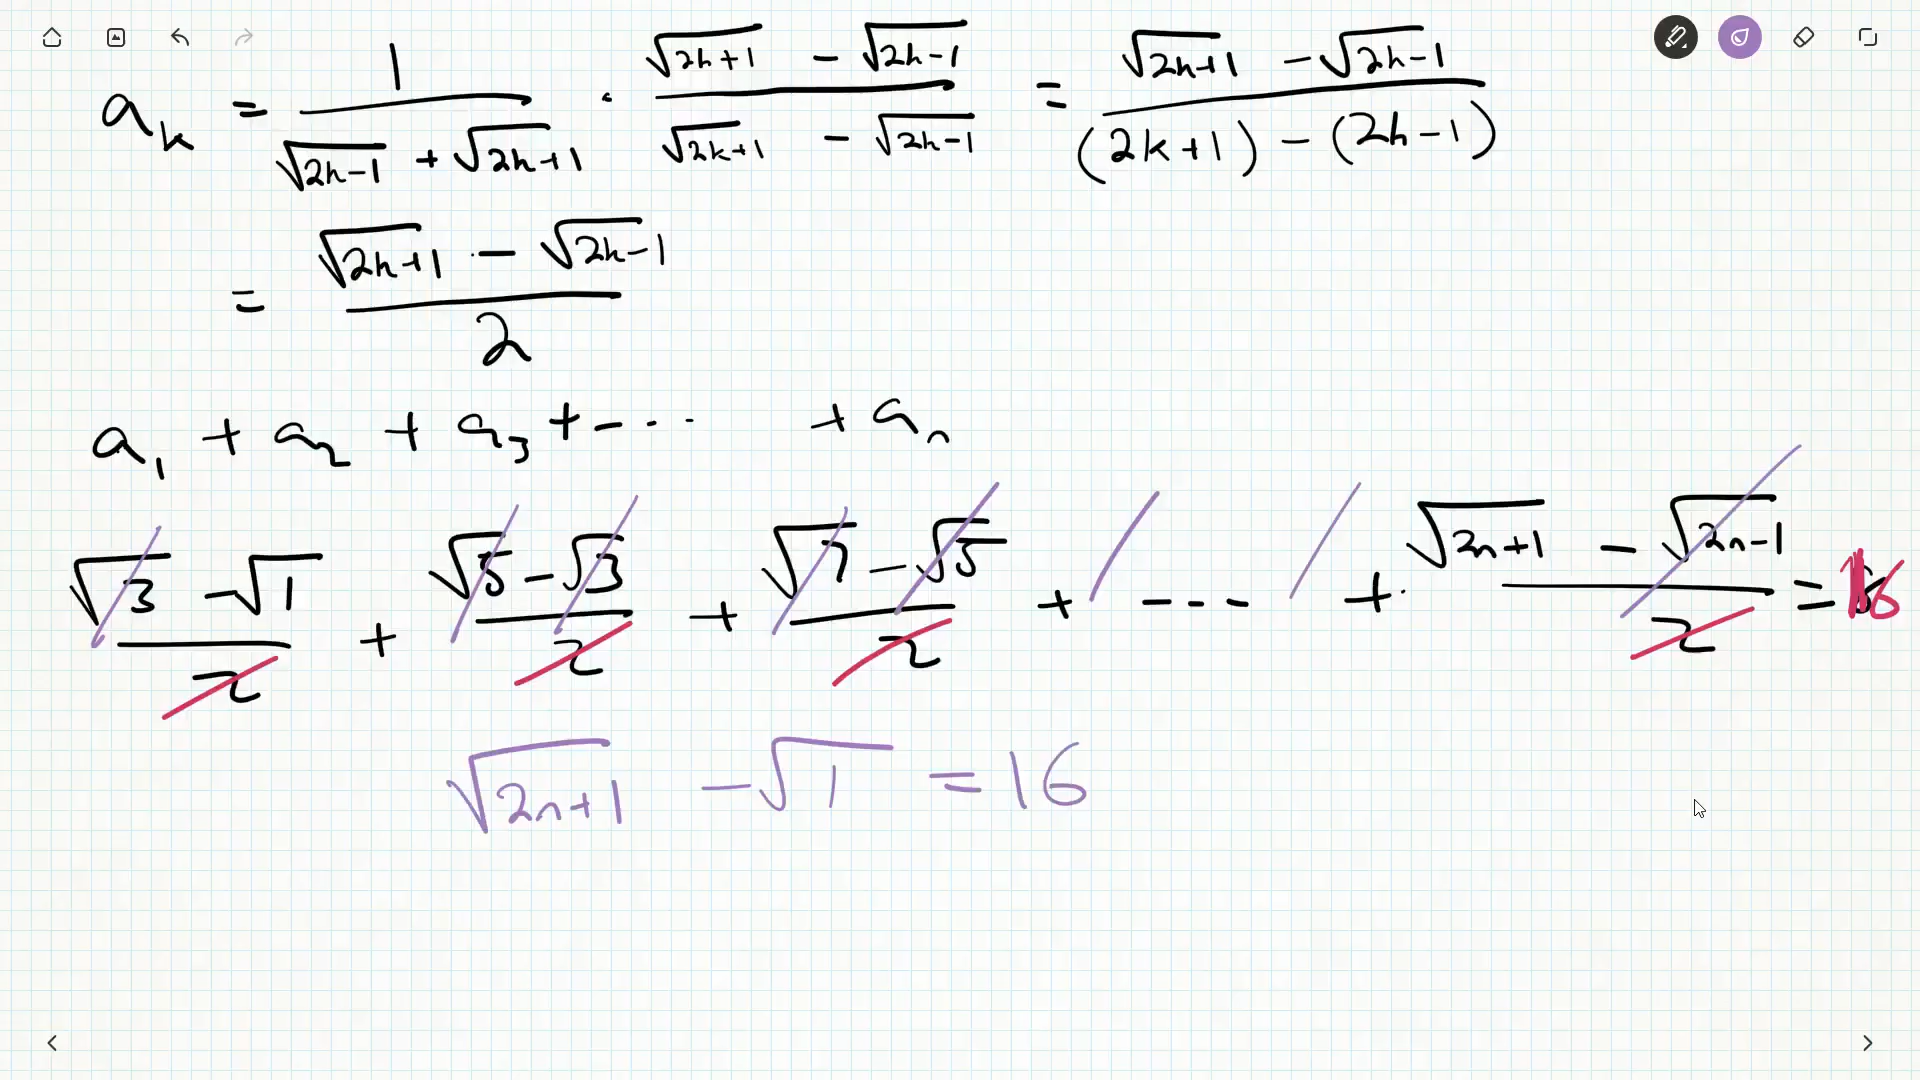 a_k = 1/(√(2k-1) + √(2k+1)) · (√(2k+1) - √(2k-1))/(√(2k+1) - √(2k-1)) = (√(2k+1) - √(2k-1))/((2k+1) - (2k-1))
= (√(2k+1) - √(2k-1))/2
a_1 + a_2 + a_3 + --- + a_n
(√3 - √1)/2 + (√5 - √3)/2 + (√7 - √5)/2 + --- + (√(2n+1) - √(2n-1))/2 = 16
√(2n+1) - √1 = 16